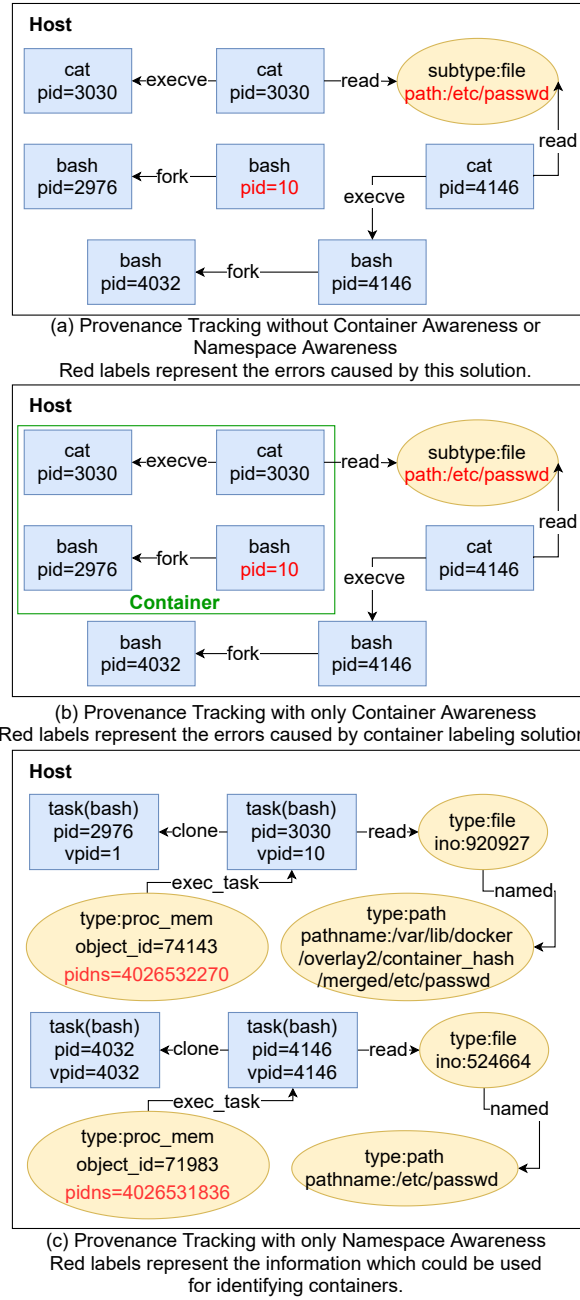 Host
cat
pid=3030
execve
cat
pid=3030
read
subtype:file
path:/etc/passwd
bash
pid=2976
fork
bash
pid=10
cat
pid=4146
read
execve
bash
pid=4032
fork
bash
pid=4146
(a) Provenance Tracking without Container Awareness or
Namespace Awareness
Red labels represent the errors caused by this solution.
Host
cat
pid=3030
execve
cat
pid=3030
read
subtype:file
path:/etc/passwd
bash
pid=2976
fork
bash
pid=10
cat
pid=4146
read
execve
Container
bash
pid=4032
fork
bash
pid=4146
(b) Provenance Tracking with only Container Awareness
Red labels represent the errors caused by container labeling solution
Host
task(bash)
pid=2976
vpid=1
clone
task(bash)
pid=3030
vpid=10
read
type:file
ino:920927
exec_task
named
type:proc_mem
object_id=74143
pidns=4026532270
type:path
pathname:/var/lib/docker
/overlay2/container_hash
/merged/etc/passwd
task(bash)
pid=4032
vpid=4032
clone
task(bash)
pid=4146
vpid=4146
read
type:file
ino:524664
exec_task
named
type:proc_mem
object_id=71983
pidns=4026531836
type:path
pathname:/etc/passwd
(c) Provenance Tracking with only Namespace Awareness
Red labels represent the information which could be used
for identifying containers.